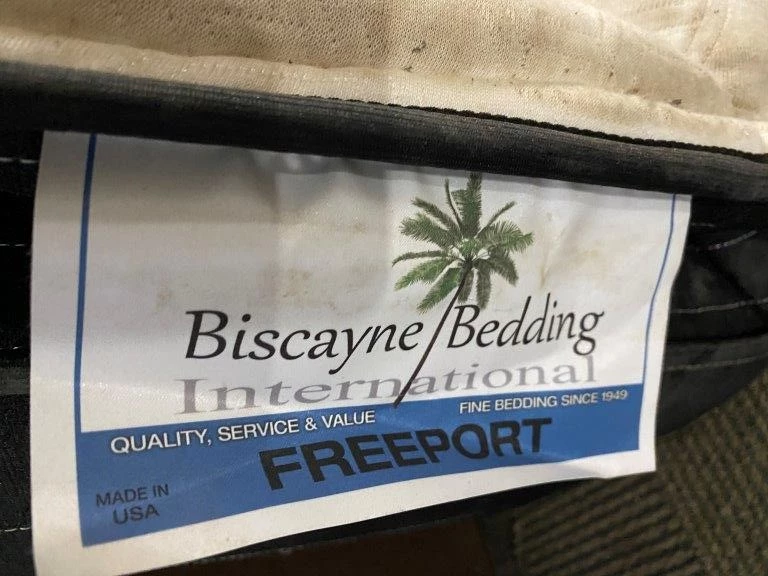 Biscayne Bedding
International
QUALITY, SERVICE & VALUE
FINE BEDDING SINCE 1949
FREEPORT
MADE IN
USA